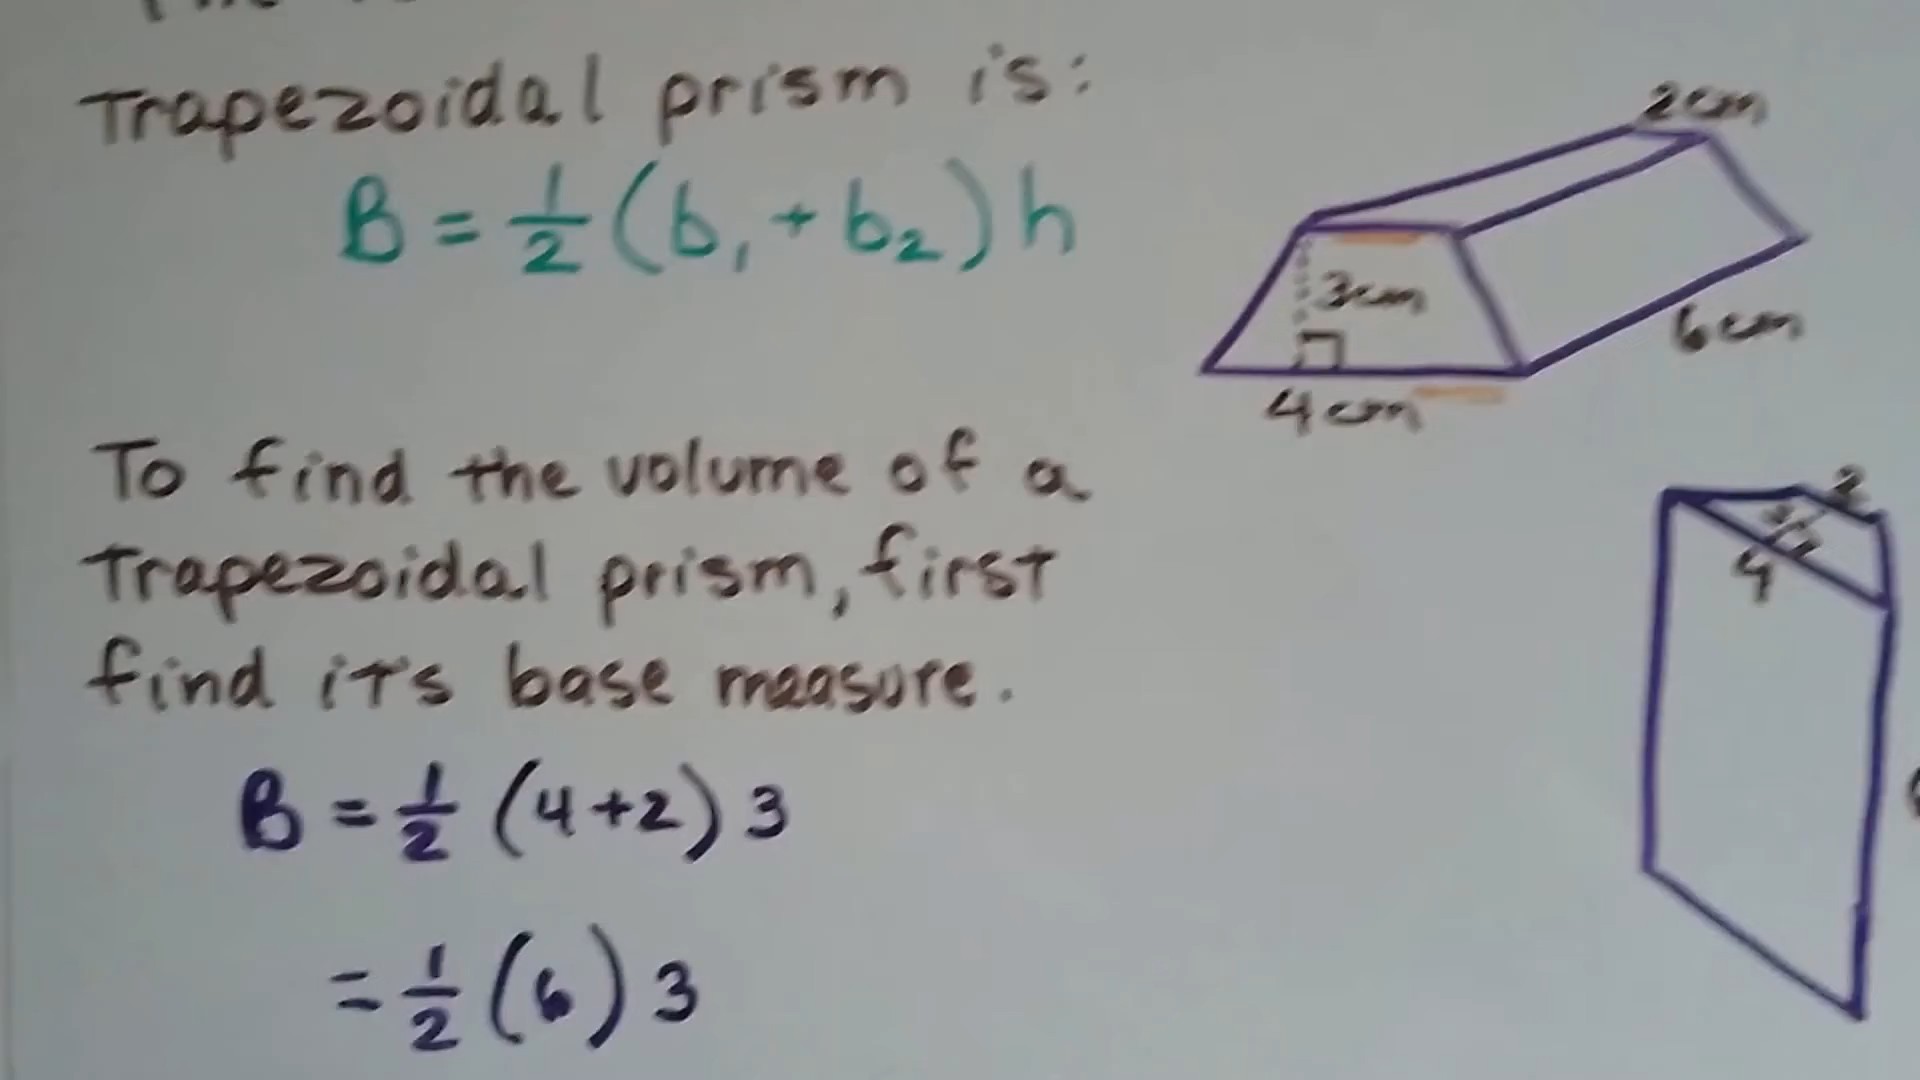 Trapezoidal prism is:
B = 1/2 (b₁ + b₂) h
2cm
3cm
6cm
4cm
To find the volume of a
Trapezoidal prism, first
find it's base measure.
2
4
B = 1/2 (4+2) 3
= 1/2 (6) 3